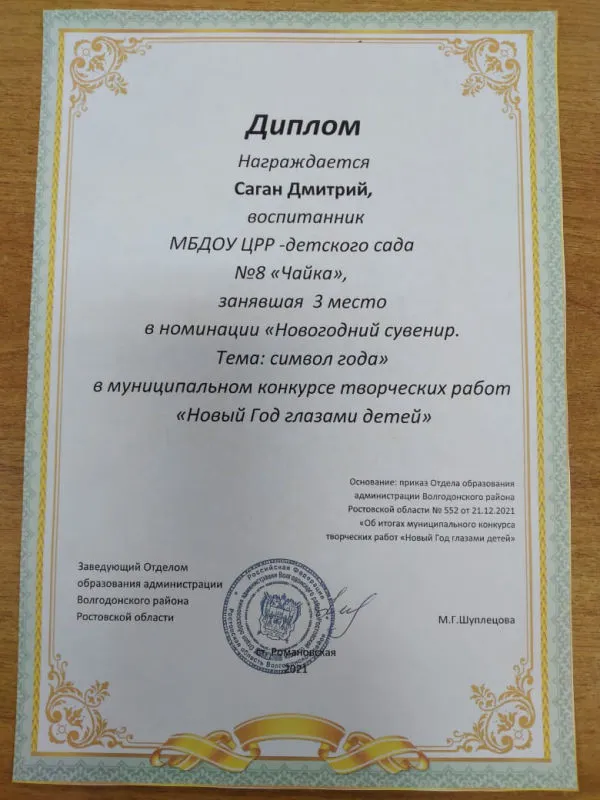 Диплом
Награждается
Саган Дмитрий,
воспитанник
МБДОУ ЦРР -детского сада
№8 «Чайка»,
занявшая 3 место
в номинации «Новогодний сувенир.
Тема: символ года»
в муниципальном конкурсе творческих работ
«Новый Год глазами детей»
Основание: приказ Отдела образования
администрации Волгодонского района
Ростовской области № 552 от 21.12.2021
«Об итогах муниципального конкурса
творческих работ «Новый Год глазами детей»
Заведующий Отделом
образования администрации
Волгодонского района
Ростовской области
М.Г.Шуплецова
Российская Федерация
ст. Романовская
2021